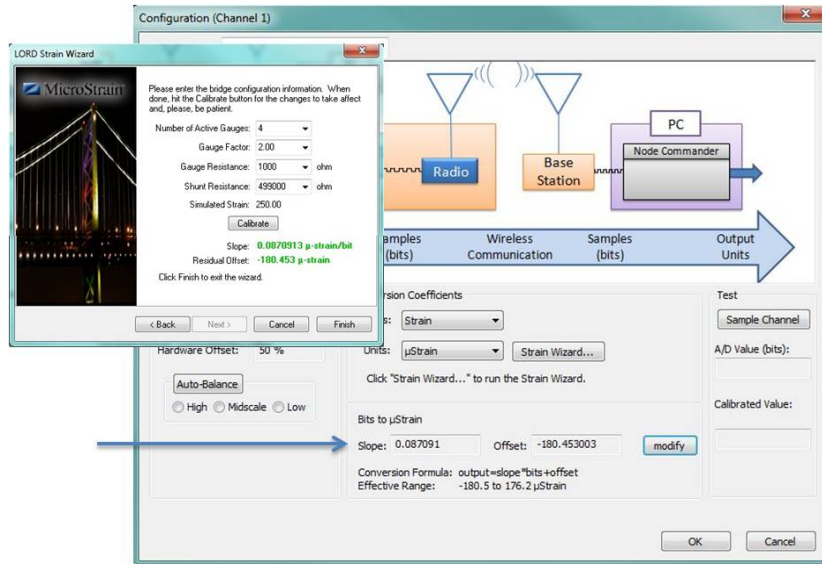 Configuration (Channel 1)
LORD Strain Wizard
MicroStrain
Please enter the bridge configuration information. When
done, hit the Calibrate button for the changes to take affect
and, please, be patient.
Number of Active Gauges: 4
Gauge Factor: 2.00
Gauge Resistance: 1000 ohm
Shunt Resistance: 499000 ohm
Simulated Strain: 250.00
Calibrate
Slope: 0.0870913 µ-strain/bit
Residual Offset: -180.453 µ-strain
Click Finish to exit the wizard.
< Back Next > Cancel Finish
Radio
Base
Station
PC
Node Commander
(bits)
Wireless
Communication
Samples
(bits)
Output
Units
Coefficients
Strain
Units: µStrain Strain Wizard...
Click "Strain Wizard..." to run the Strain Wizard.
Hardware Offset: 50 %
Auto-Balance
High Midscale Low
Bits to µStrain
Slope: 0.087091 Offset: -180.453003 modify
Conversion Formula: output=slope*bits+offset
Effective Range: -180.5 to 176.2 µStrain
Test
Sample Channel
A/D Value (bits):
Calibrated Value:
OK Cancel